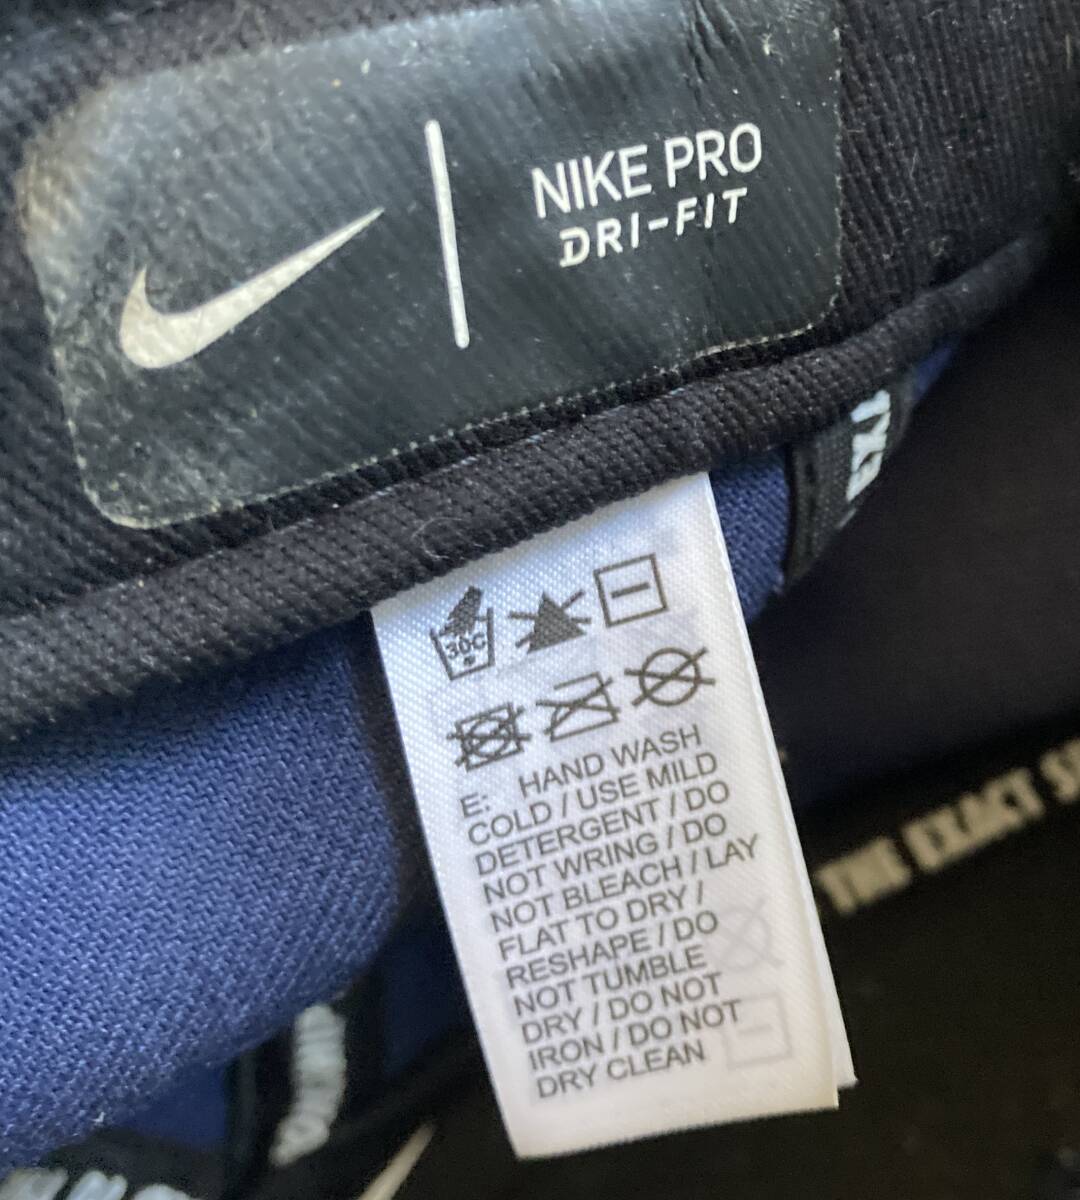 NIKE PRO
DRI-FIT
30C
E: HAND WASH
COLD / USE MILD
DETERGENT / DO
NOT WRING / DO
NOT BLEACH / LAY
FLAT TO DRY /
RESHAPE / DO
NOT TUMBLE
DRY / DO NOT
IRON / DO NOT
DRY CLEAN
THE EXACT